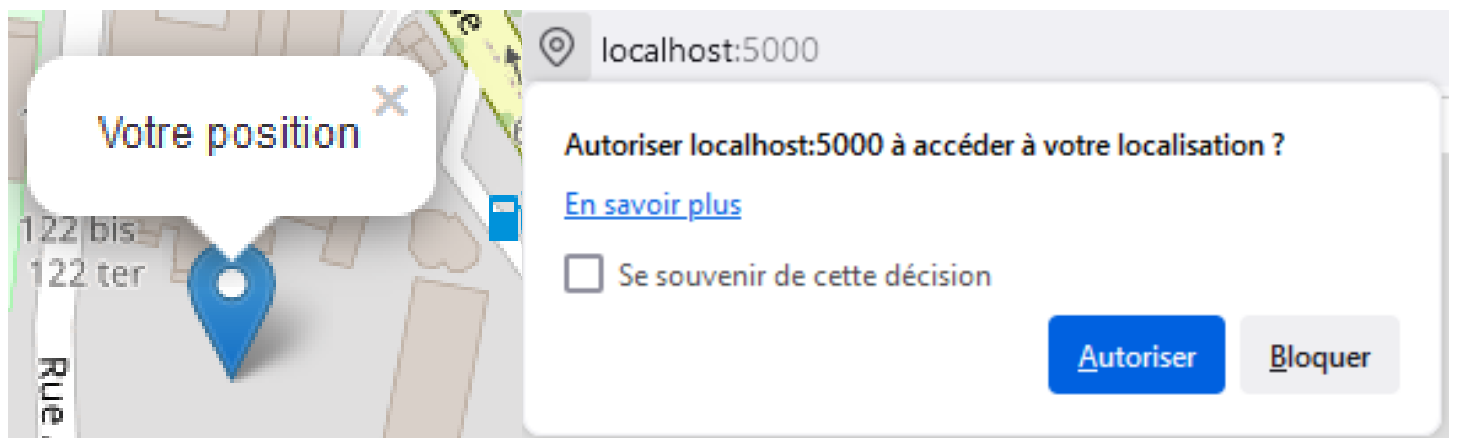 Votre position
122 bis
122 ter
Rue
localhost:5000
Autoriser localhost:5000 à accéder à votre localisation ?
En savoir plus
Se souvenir de cette décision
Autoriser
Bloquer